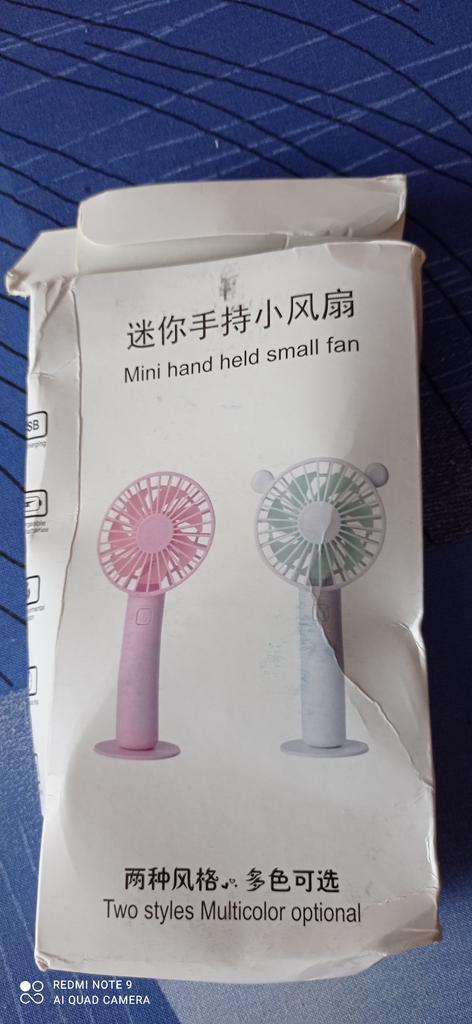 迷你手持小风扇
Mini hand held small fan
SB
两种风格 多色可选
Two styles Multicolor optional
REDMI NOTE 9
AI QUAD CAMERA